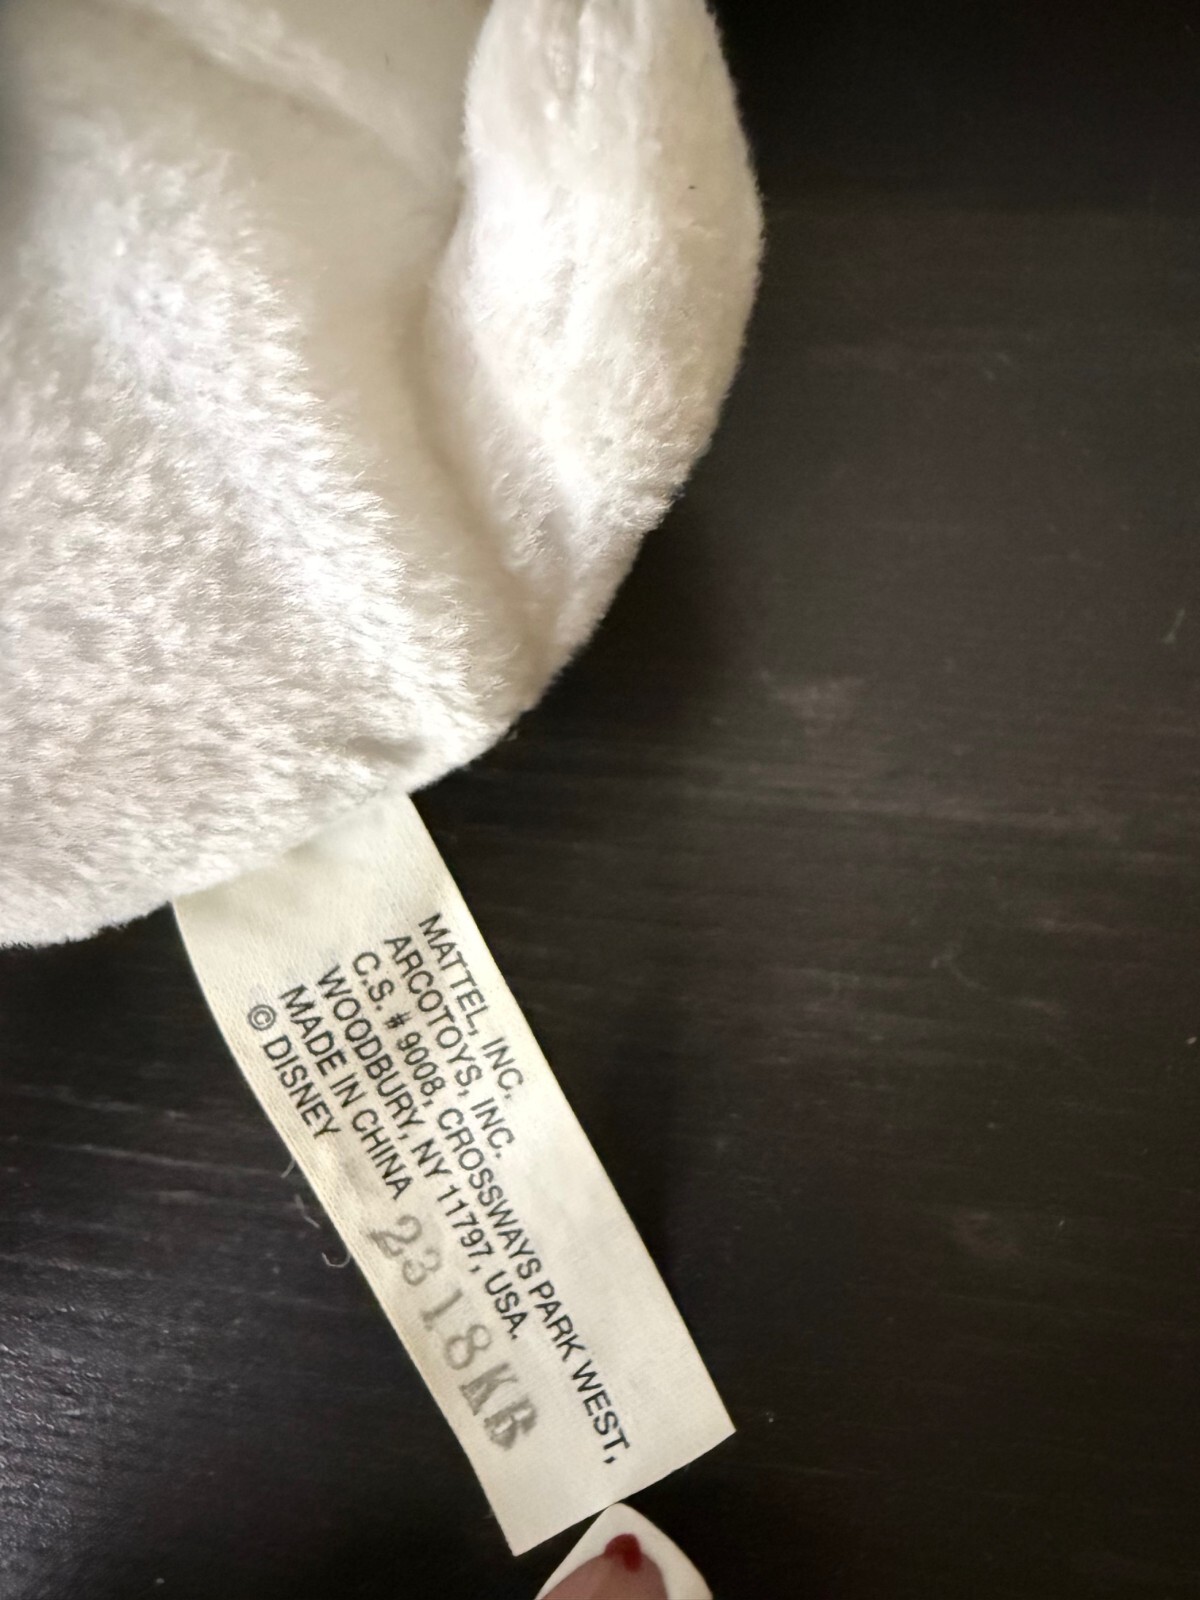 MATTEL, INC.
ARCOTOYS, INC.
C.S. # 9008, CROSSWAYS PARK WEST,
WOODBURY, NY 11797, USA.
MADE IN CHINA 2318KB
© DISNEY